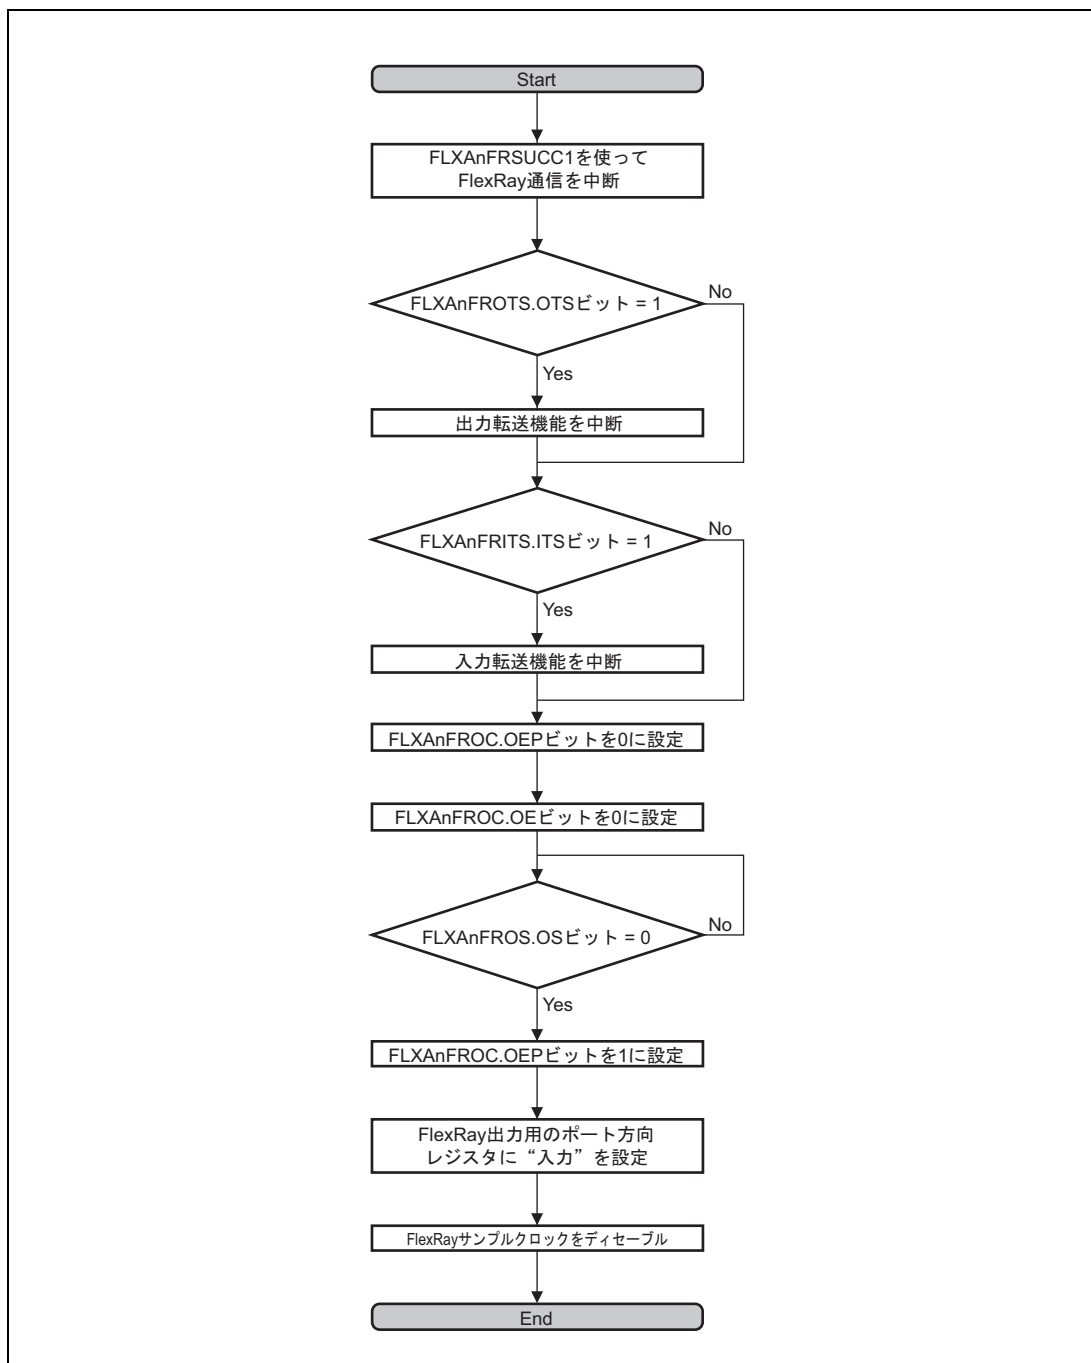 Start
FLXAnFRSUCC1を使って
FlexRay通信を中断
FLXAnFROTS.OTSビット = 1
No
Yes
出力転送機能を中断
FLXAnFRITS.ITSビット = 1
No
Yes
入力転送機能を中断
FLXAnFROC.OEPビットを0に設定
FLXAnFROC.OEビットを0に設定
FLXAnFROS.OSビット = 0
No
Yes
FLXAnFROC.OEPビットを1に設定
FlexRay出力用のポート方向
レジスタに“入力”を設定
FlexRayサンプルクロックをディセーブル
End